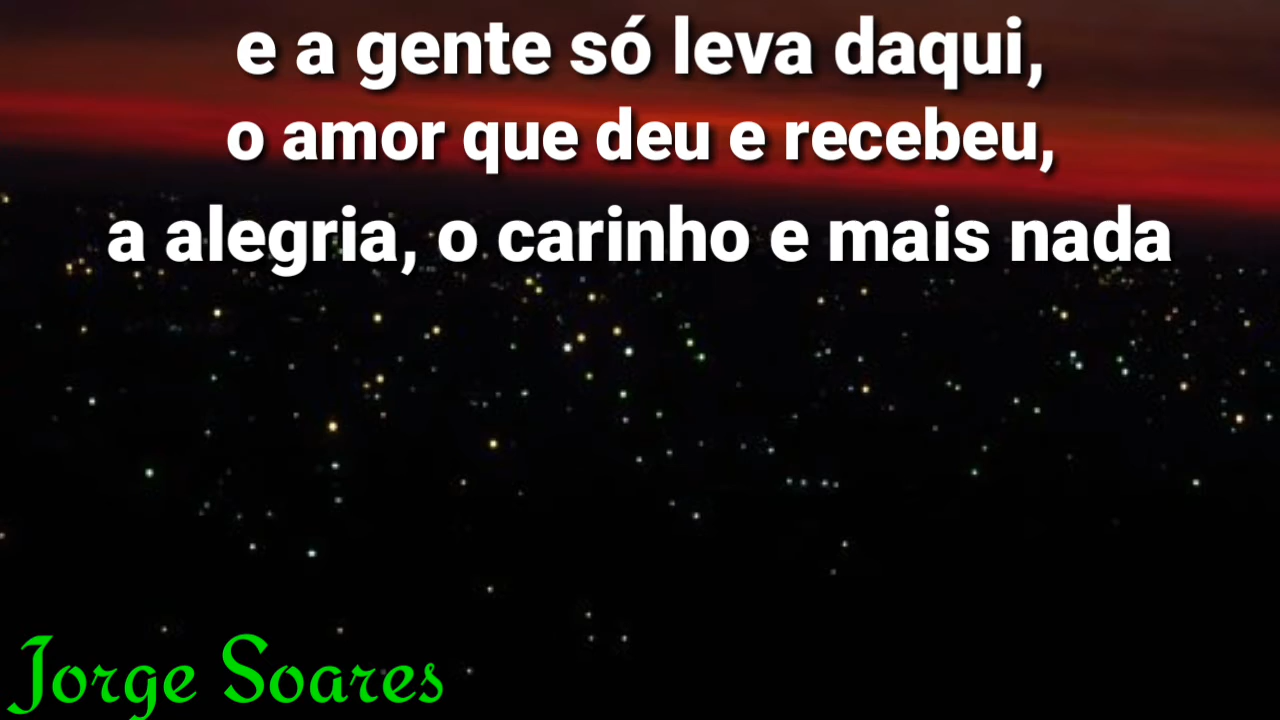 e a gente só leva daqui,
o amor que deu e recebeu,
a alegria, o carinho e mais nada
Jorge Soares